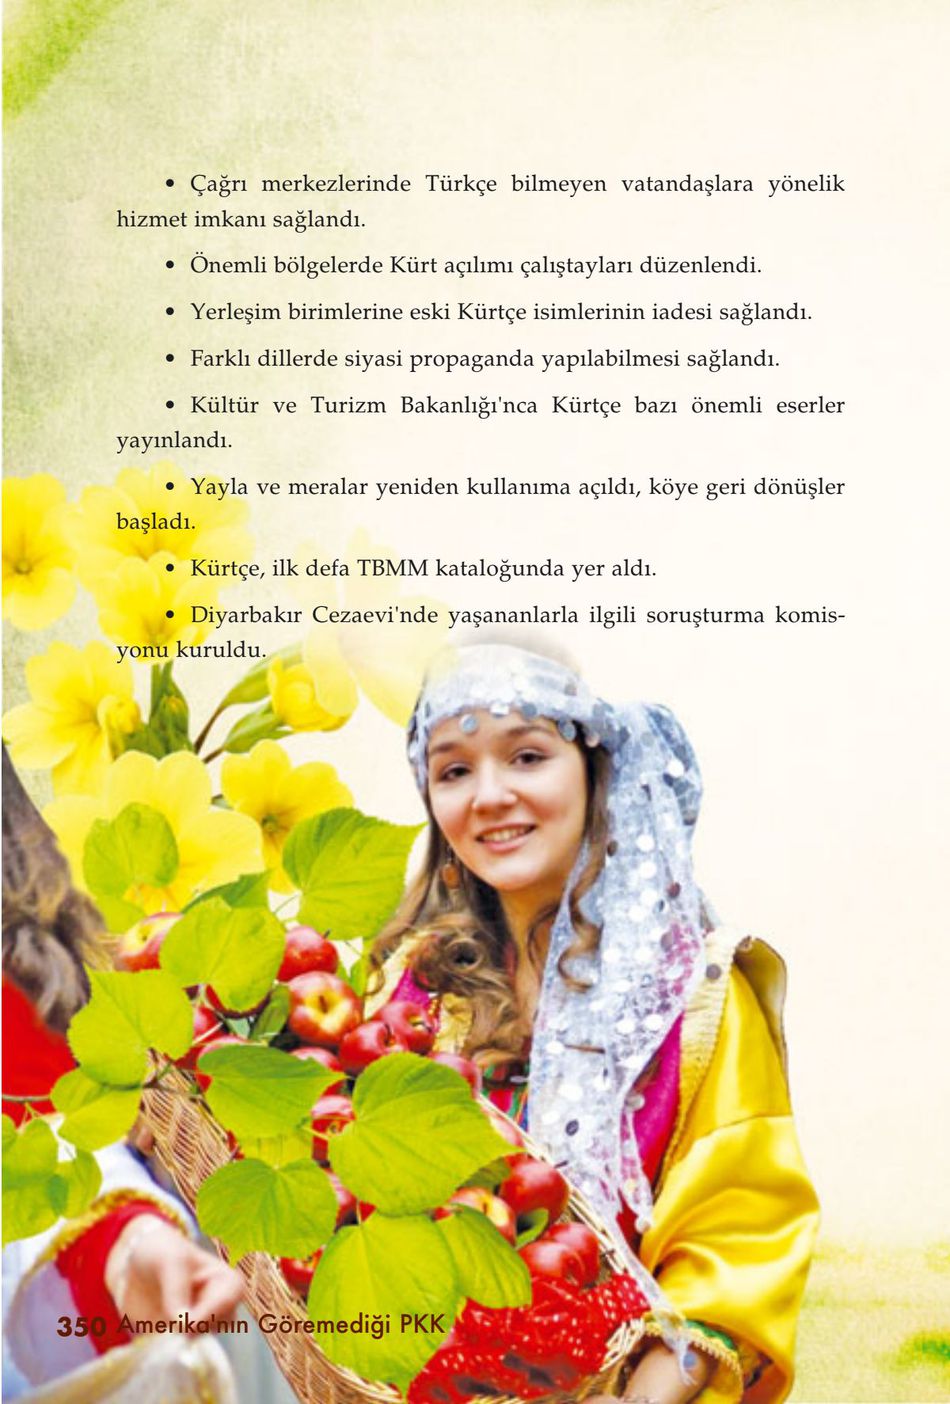 • Çağrı merkezlerinde Türkçe bilmeyen vatandaşlara yönelik
hizmet imkanı sağlandı.
• Önemli bölgelerde Kürt açılımı çalıştayları düzenlendi.
• Yerleşim birimlerine eski Kürtçe isimlerinin iadesi sağlandı.
• Farklı dillerde siyasi propaganda yapılabilmesi sağlandı.
• Kültür ve Turizm Bakanlığı'nca Kürtçe bazı önemli eserler
yayınlandı.
• Yayla ve meralar yeniden kullanıma açıldı, köye geri dönüşler
başladı.
• Kürtçe, ilk defa TBMM kataloğunda yer aldı.
• Diyarbakır Cezaevi'nde yaşananlarla ilgili soruşturma komis-
yonu kuruldu.
350 Amerika'nın Göremediği PKK